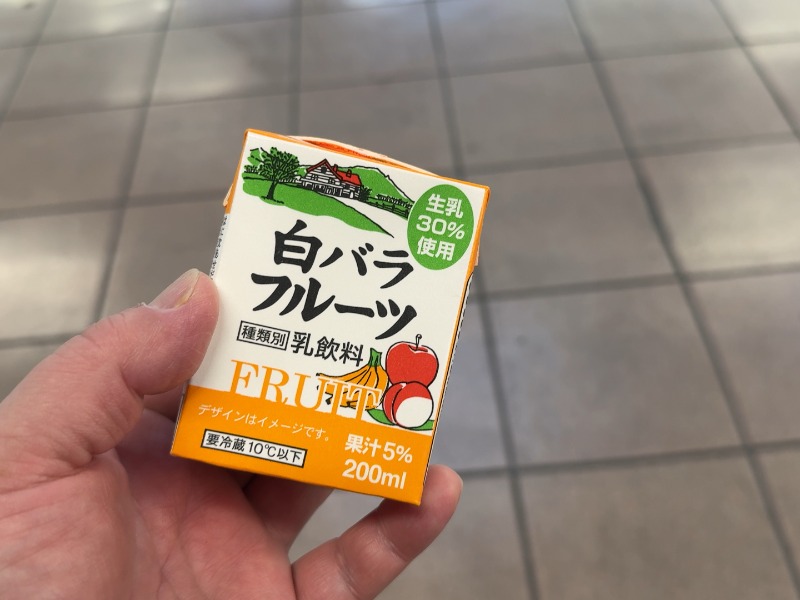 生乳
30%
使用
白バラ
フルーツ
種類別 乳飲料
FRUIT
デザインはイメージです。
要冷蔵10℃以下
果汁5%
200ml